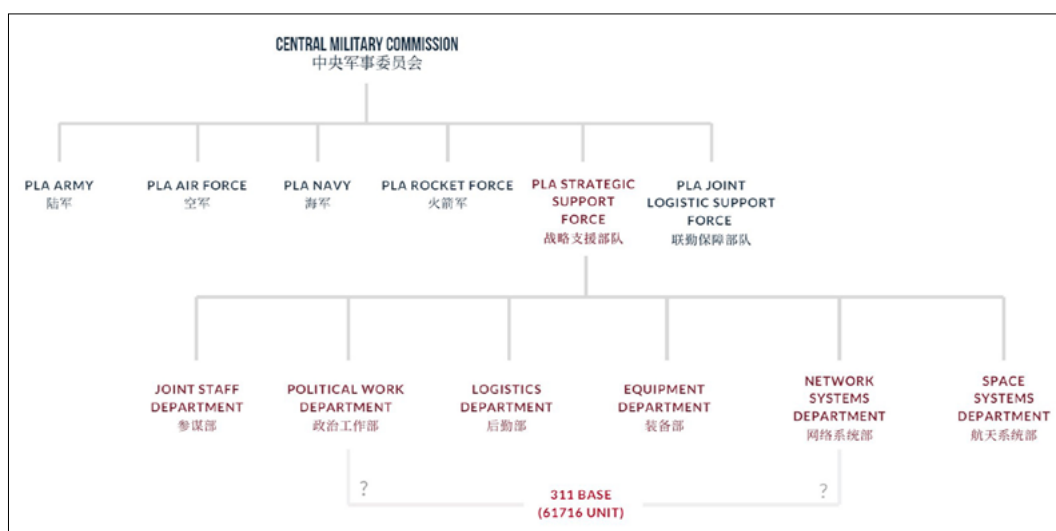 CENTRAL MILITARY COMMISSION
中央军事委员会
PLA ARMY
陆军
PLA AIR FORCE
空军
PLA NAVY
海军
PLA ROCKET FORCE
火箭军
PLA STRATEGIC
SUPPORT
FORCE
战略支援部队
PLA JOINT
LOGISTIC SUPPORT
FORCE
联勤保障部队
JOINT STAFF
DEPARTMENT
参谋部
POLITICAL WORK
DEPARTMENT
政治工作部
LOGISTICS
DEPARTMENT
后勤部
EQUIPMENT
DEPARTMENT
装备部
NETWORK
SYSTEMS
DEPARTMENT
网络系统部
SPACE
SYSTEMS
DEPARTMENT
航天系统部
?
?
311 BASE
(61716 UNIT)